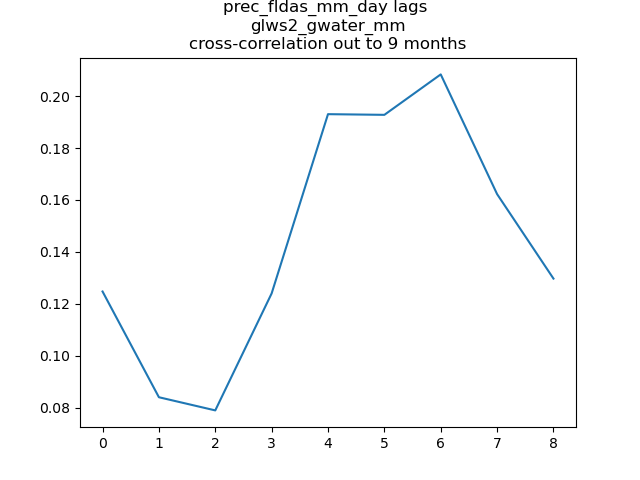 prec_fldas_mm_day lags
glws2_gwater_mm
cross-correlation out to 9 months
0.20
0.18
0.16
0.14
0.12
0.10
0.08
0 1 2 3 4 5 6 7 8